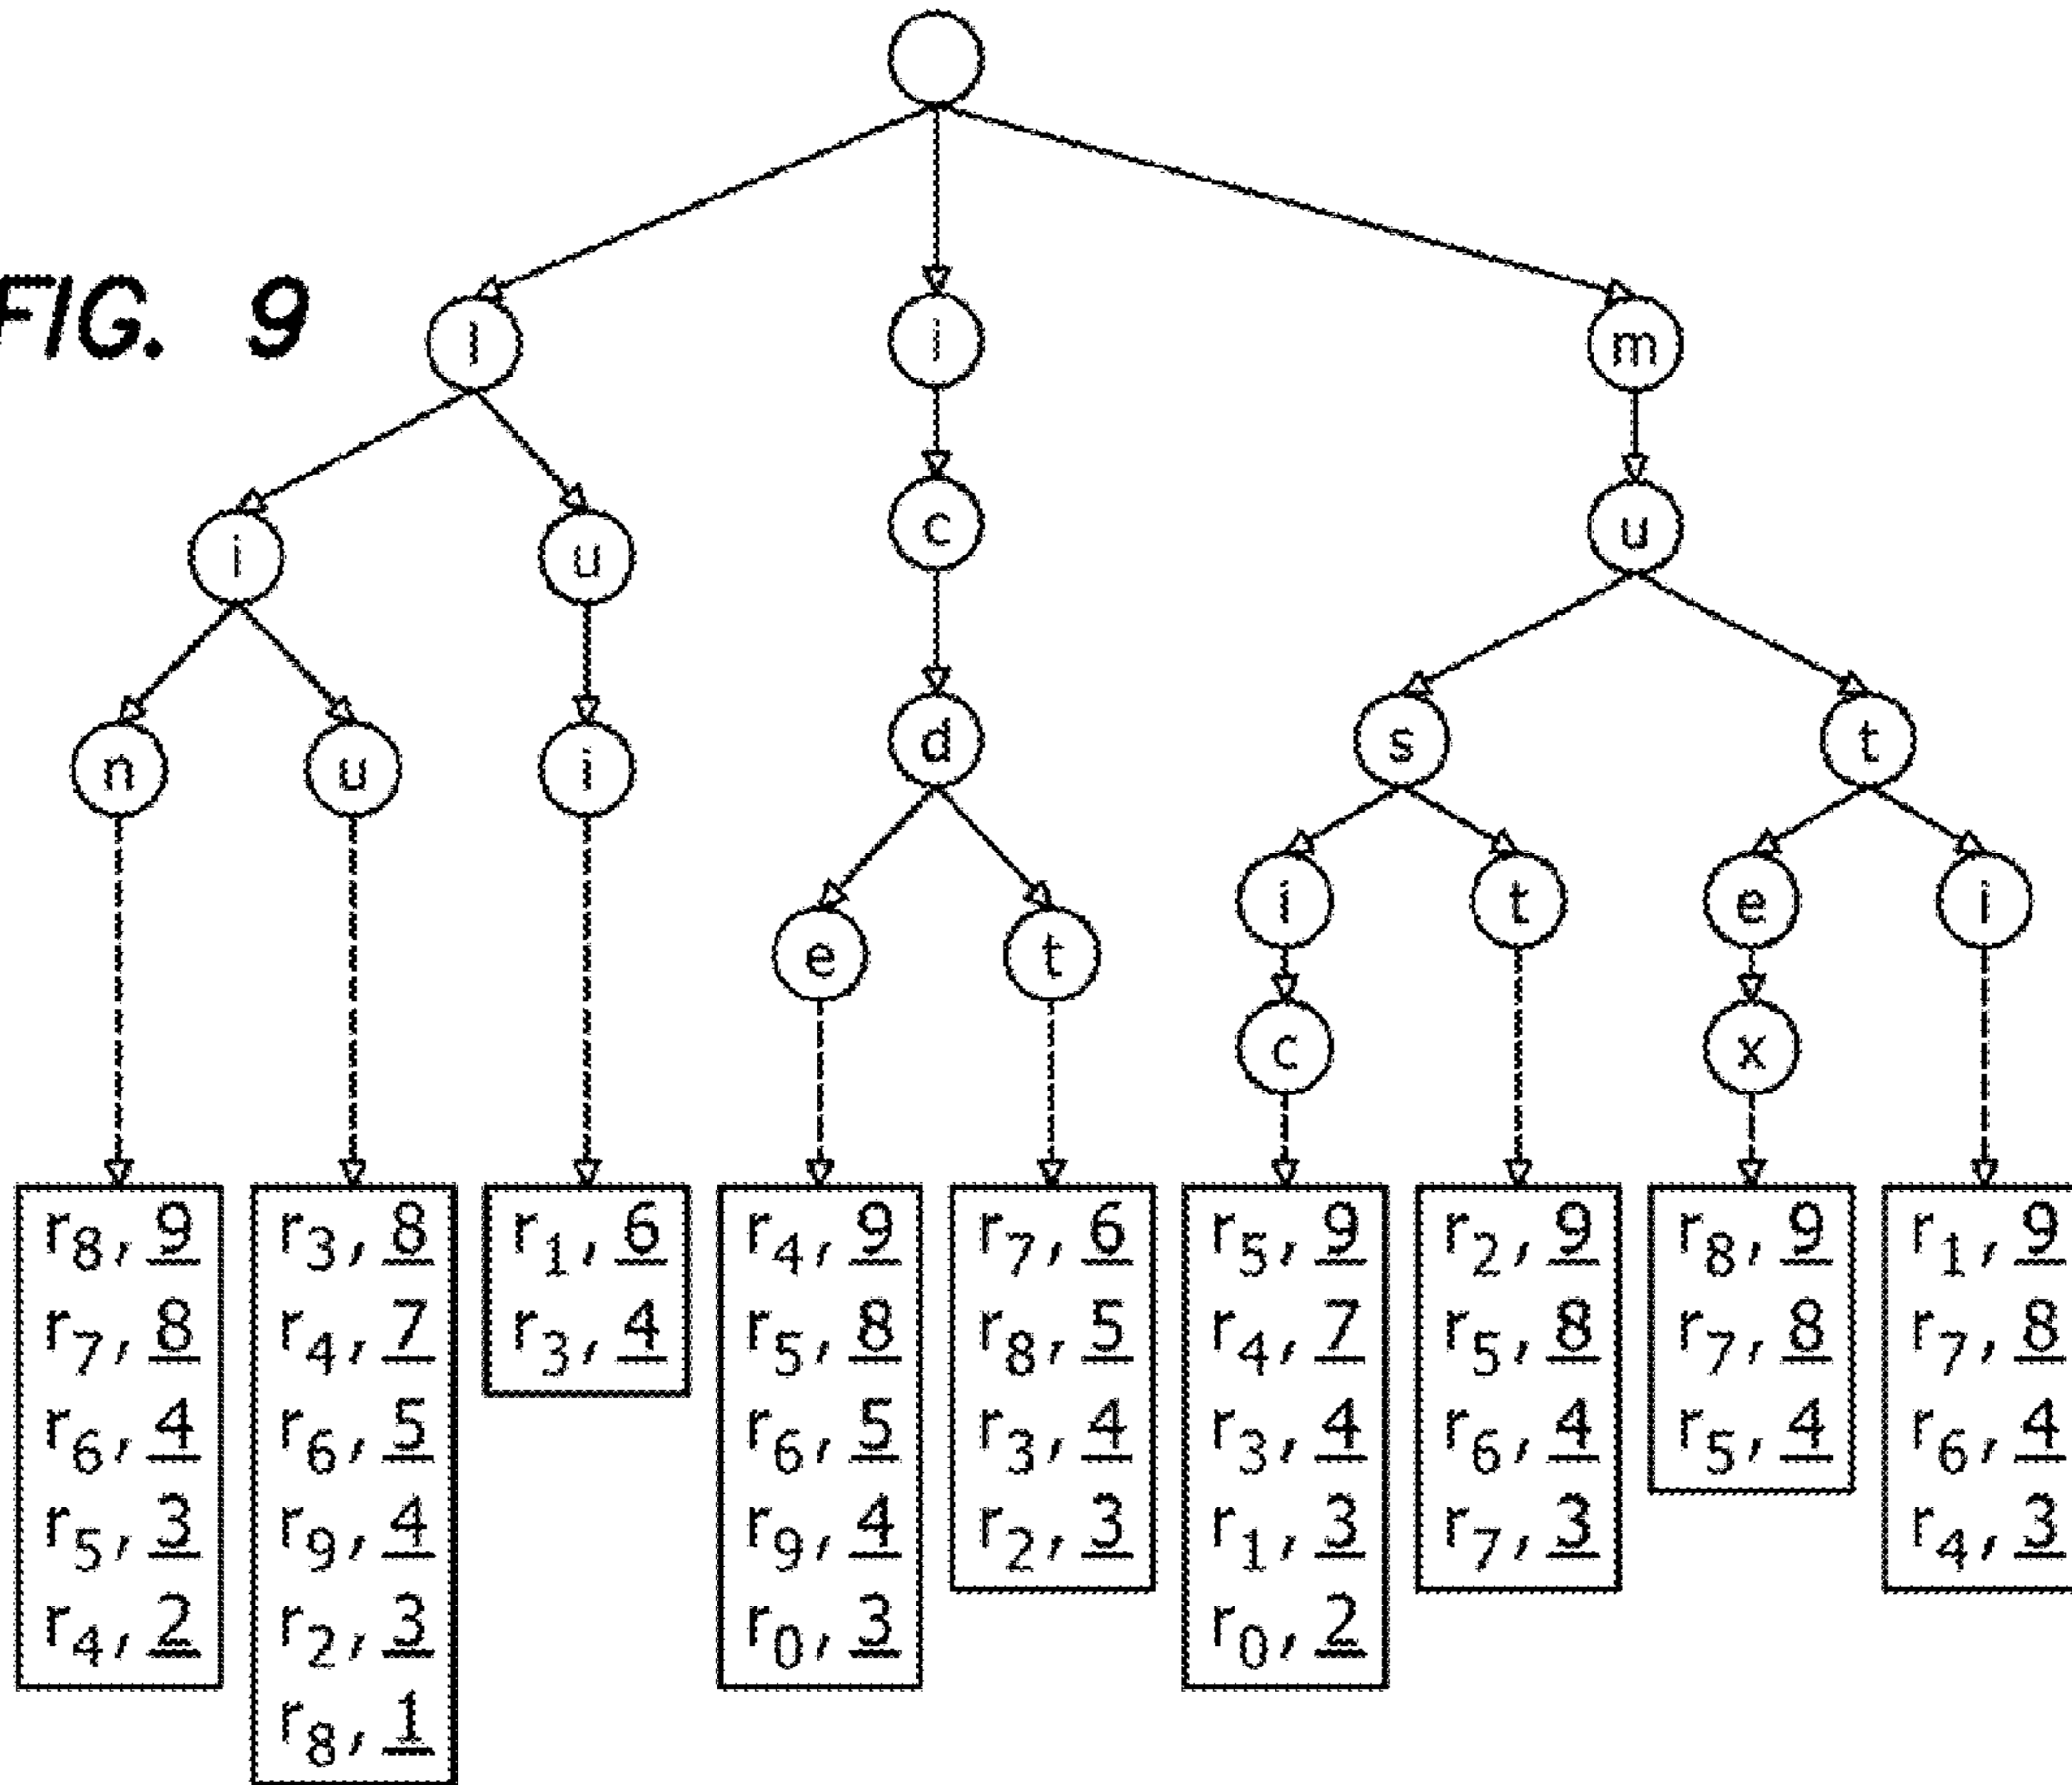 FIG. 9
l i m
i u c u
n u i d s t
e t i t e i
c x
r8, 9
r7, 8
r6, 4
r5, 3
r4, 2
r3, 8
r4, 7
r6, 5
r9, 4
r2, 3
r8, 1
r1, 6
r3, 4
r4, 9
r5, 8
r6, 5
r9, 4
r0, 3
r7, 6
r8, 5
r3, 4
r2, 3
r5, 9
r4, 7
r3, 4
r1, 3
r0, 2
r2, 9
r5, 8
r6, 4
r7, 3
r8, 9
r7, 8
r5, 4
r1, 9
r7, 8
r6, 4
r4, 3